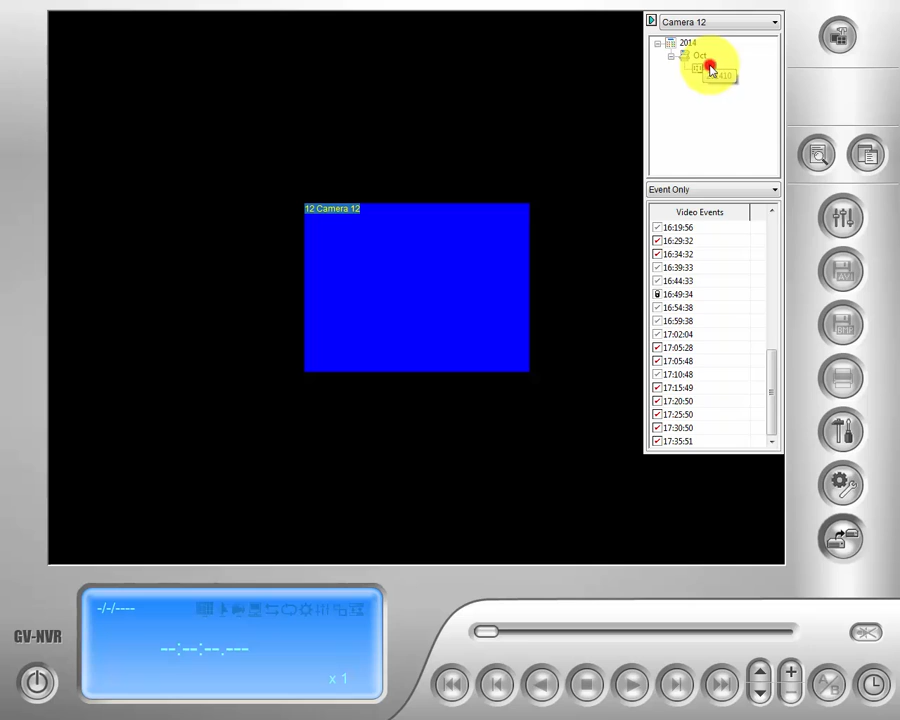 Camera 12
2014
Oct
12 Camera 12
Event Only
Video Events
16:19:56
16:29:32
16:34:32
16:39:33
16:44:33
16:49:34
16:54:38
16:59:38
17:02:04
17:05:28
17:05:48
17:10:48
17:15:49
17:20:50
17:25:50
17:30:50
17:35:51
AVI
BMP
-/-/----
--:--:--.---
x 1
GV-NVR
A/B